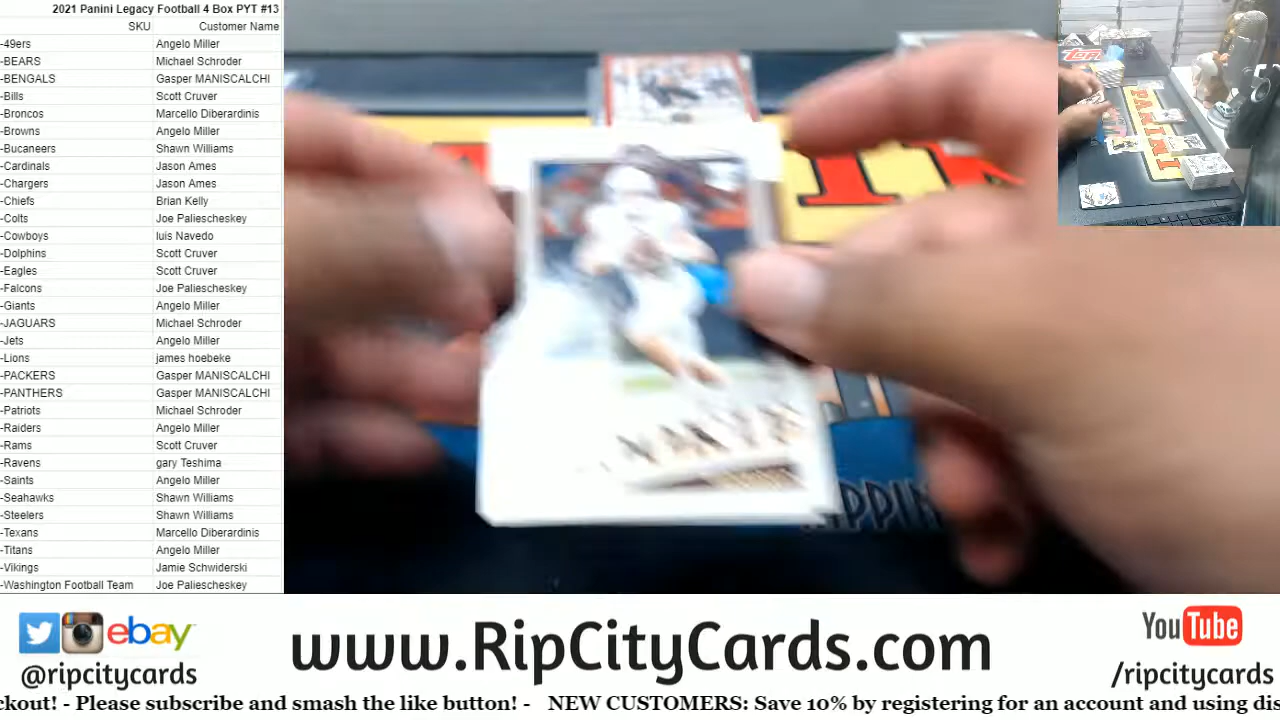 2021 Panini Legacy Football 4 Box PYT #13
SKU Customer Name
-49ers Angelo Miller
-BEARS Michael Schroder
-BENGALS Gasper MANISCALCHI
-Bills Scott Cruver
-Broncos Marcello Diberardinis
-Browns Angelo Miller
-Bucaneers Shawn Williams
-Cardinals Jason Ames
-Chargers Jason Ames
-Chiefs Brian Kelly
-Colts Joe Paliescheskey
-Cowboys luis Navedo
-Dolphins Scott Cruver
-Eagles Scott Cruver
-Falcons Joe Paliescheskey
-Giants Angelo Miller
-JAGUARS Michael Schroder
-Jets Angelo Miller
-Lions james hoebeke
-PACKERS Gasper MANISCALCHI
-PANTHERS Gasper MANISCALCHI
-Patriots Michael Schroder
-Raiders Angelo Miller
-Rams Scott Cruver
-Ravens gary Teshima
-Saints Angelo Miller
-Seahawks Shawn Williams
-Steelers Shawn Williams
-Texans Marcello Diberardinis
-Titans Angelo Miller
-Vikings Jamie Schwiderski
-Washington Football Team Joe Paliescheskey
PANINI
ebay
@ripcitycards
www.RipCityCards.com
YouTube
/ripcitycards
ckout! - Please subscribe and smash the like button! - NEW CUSTOMERS: Save 10% by registering for an account and using dis